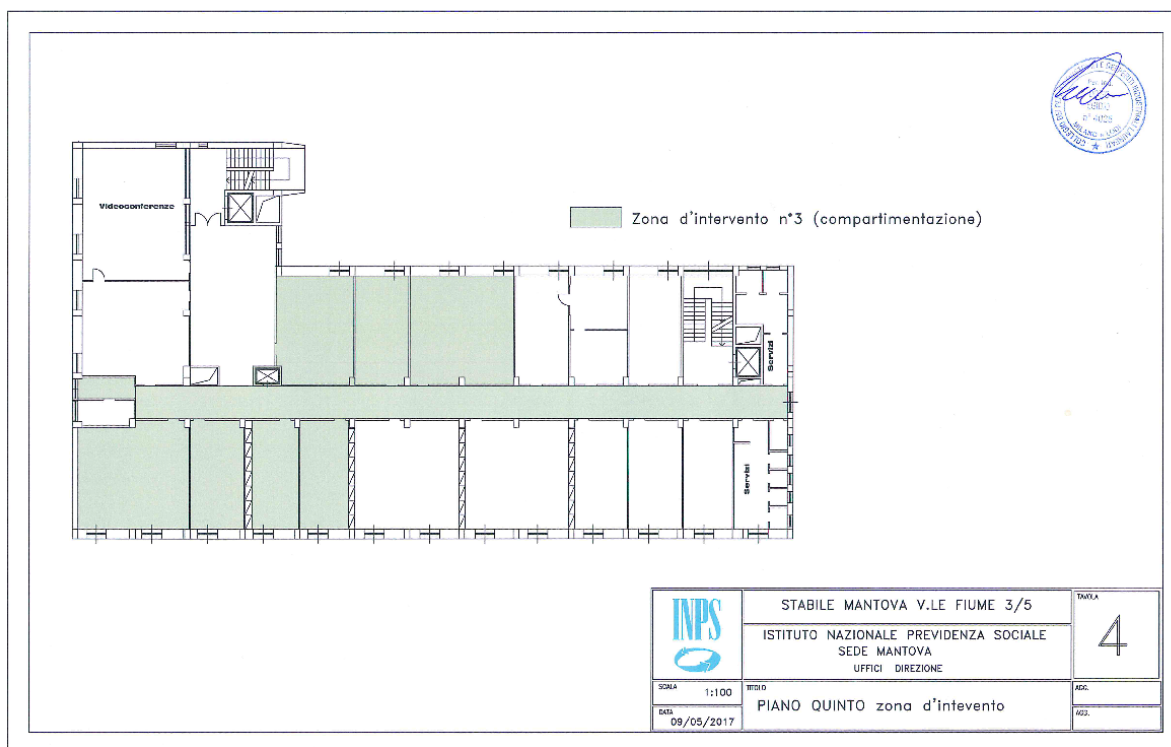 Videoconferenze
Zona d'intervento n°3 (compartimentazione)
Servizi
Servizi
INPS
STABILE MANTOVA V.LE FIUME 3/5
ISTITUTO NAZIONALE PREVIDENZA SOCIALE
SEDE MANTOVA
UFFICI DIREZIONE
TAVOLA
4
SCALA
1:100
DATA
09/05/2017
TITOLO
PIANO QUINTO zona d'intevento
AGG.
AGG.